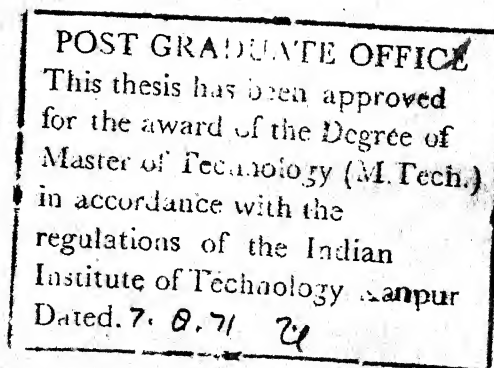 POST GRADUATE OFFICE
This thesis has been approved
for the award of the Degree of
Master of Technology (M.Tech.)
in accordance with the
regulations of the Indian
Institute of Technology Kanpur
Dated. 7. 8. 71